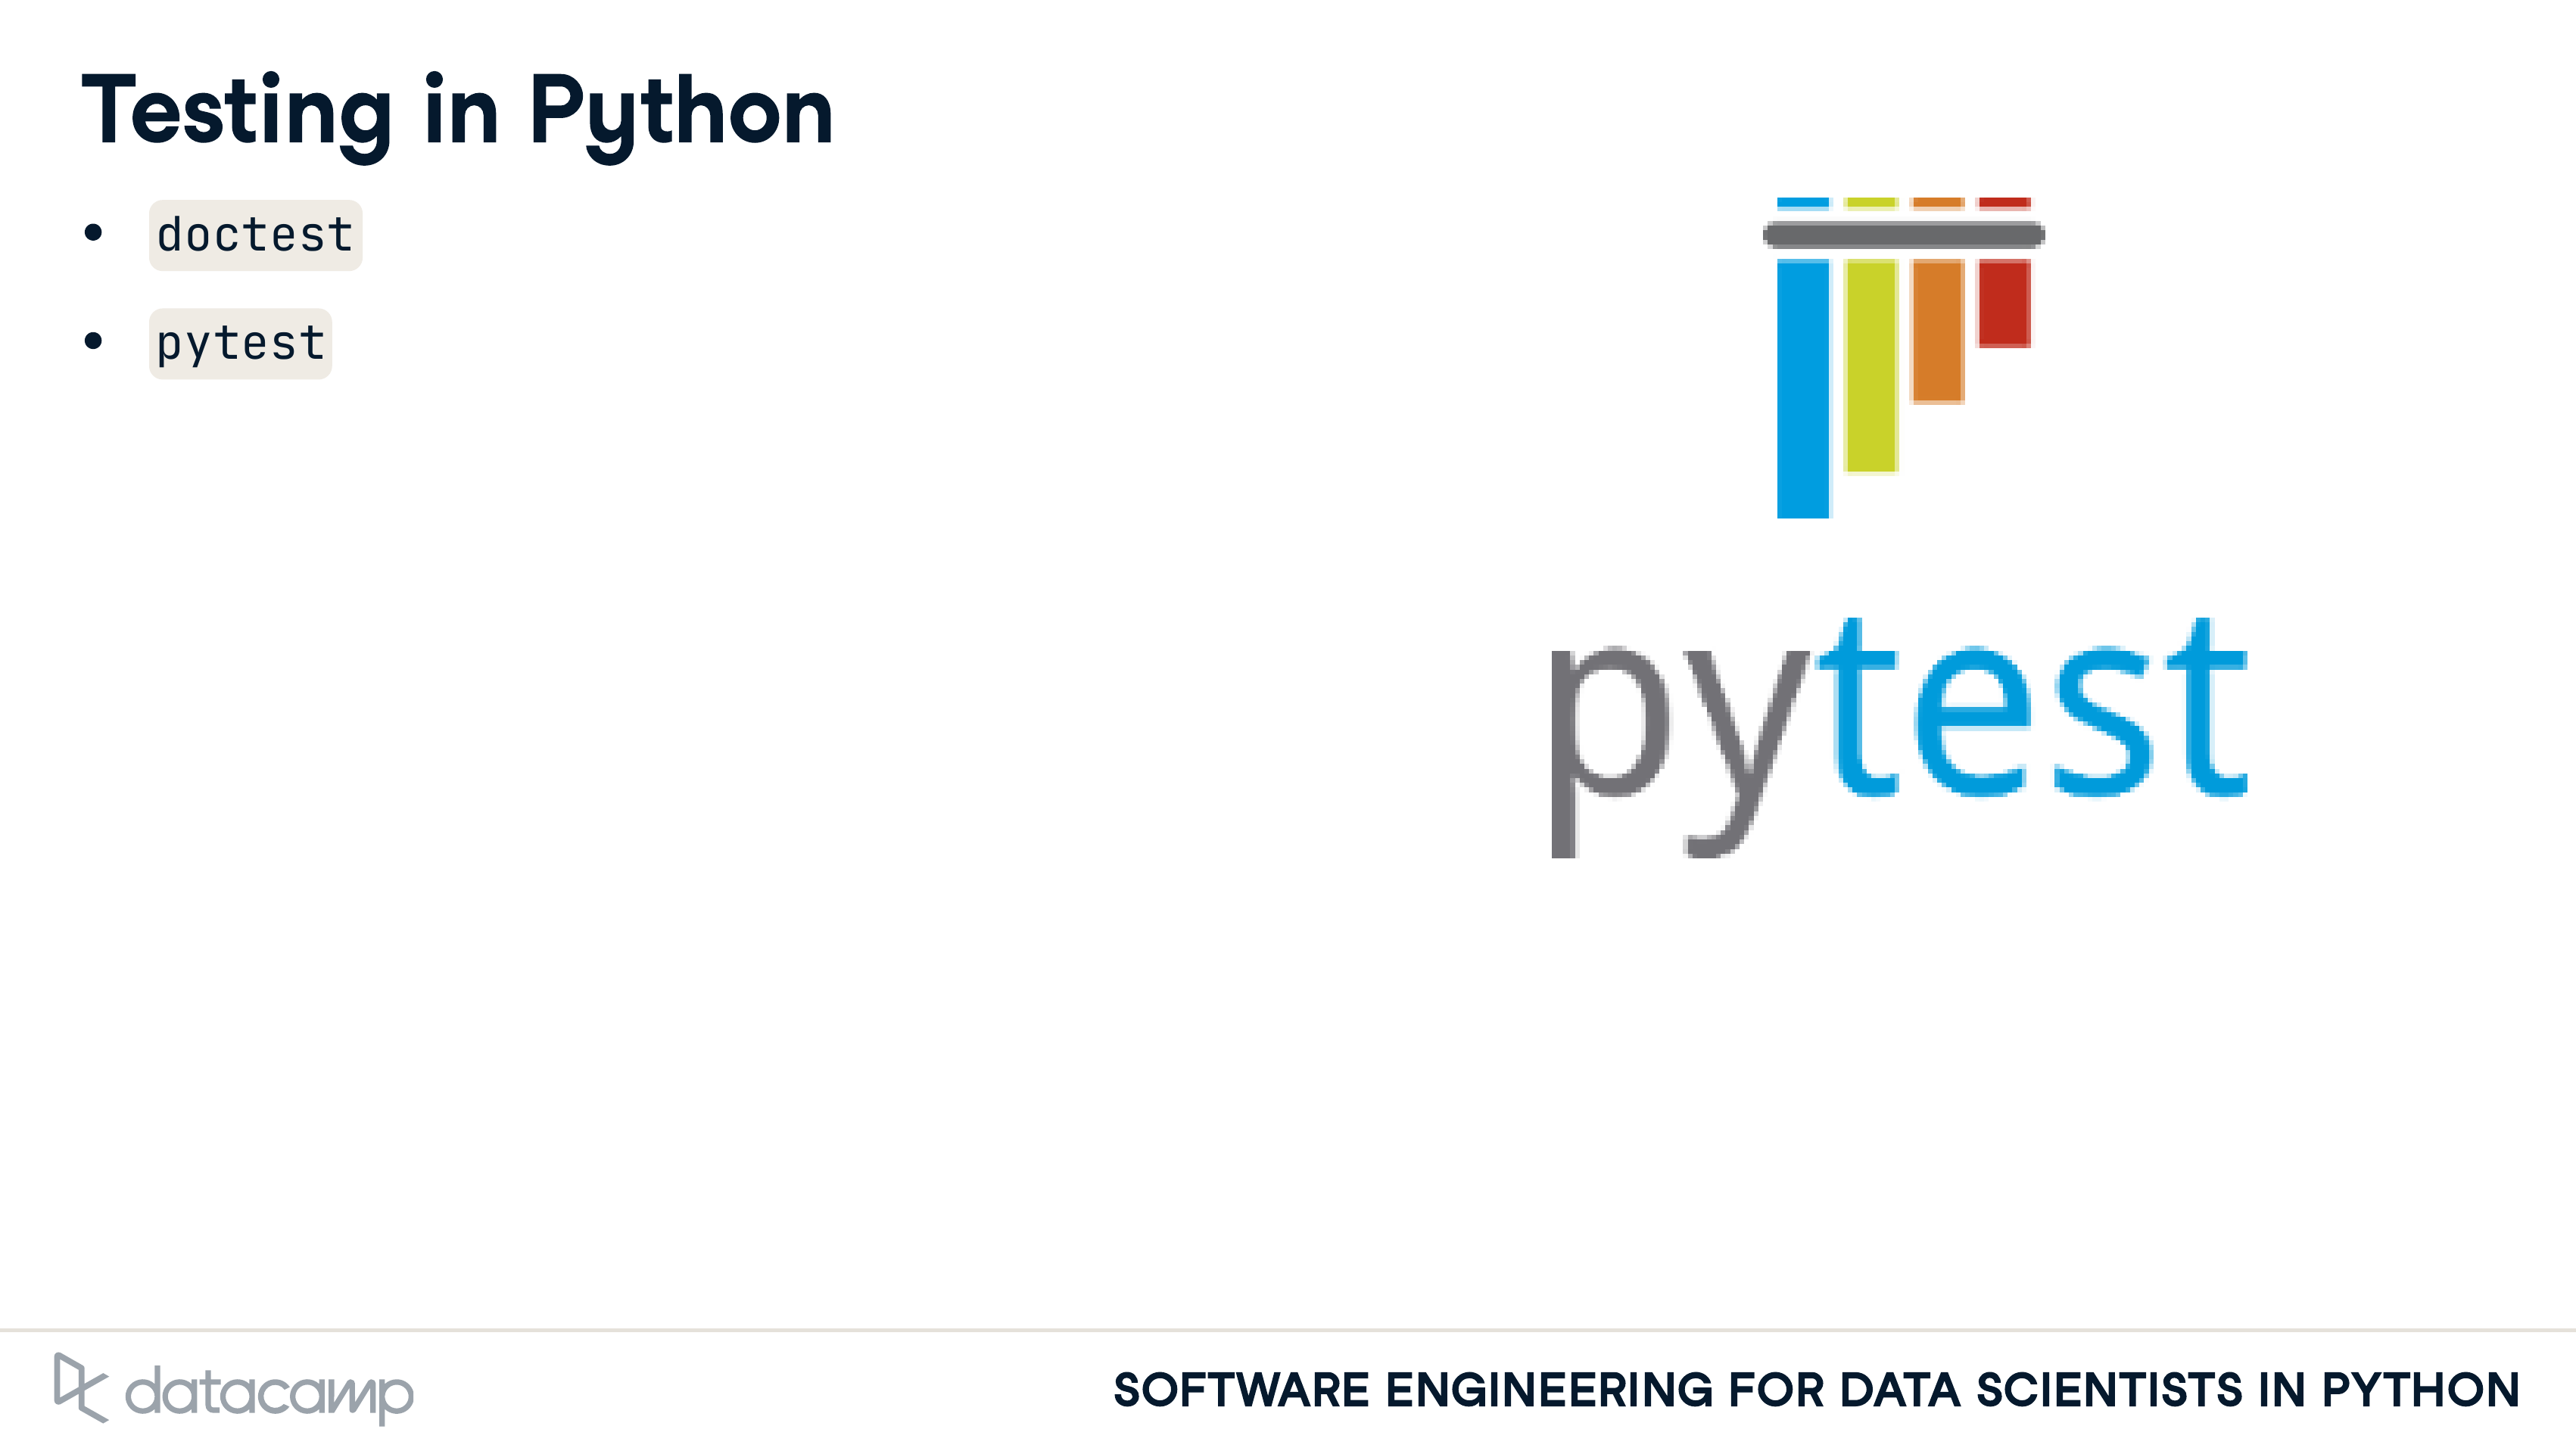 Testing in Python
• doctest
• pytest
pytest
datacamp
SOFTWARE ENGINEERING FOR DATA SCIENTISTS IN PYTHON